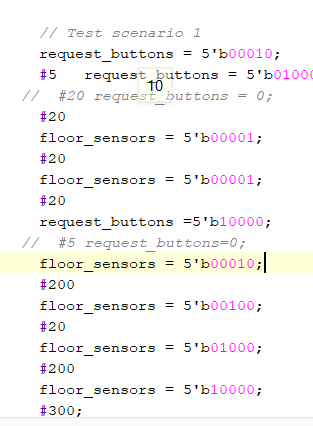 // Test scenario 1
request_buttons = 5'b00010;
#5   request_buttons = 5'b01000
10
//  #20 request_buttons = 0;
#20
floor_sensors = 5'b00001;
#20
floor_sensors = 5'b00001;
#20
request_buttons =5'b10000;
//  #5 request_buttons=0;
floor_sensors = 5'b00010;
#200
floor_sensors = 5'b00100;
#20
floor_sensors = 5'b01000;
#200
floor_sensors = 5'b10000;
#300;